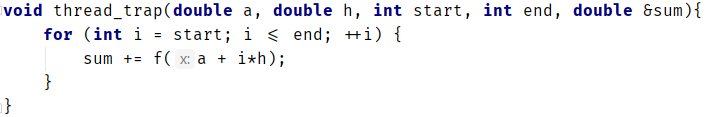 void thread_trap(double a, double h, int start, int end, double &sum){
    for (int i = start; i <= end; ++i) {
        sum += f( x: a + i*h);
    }
}